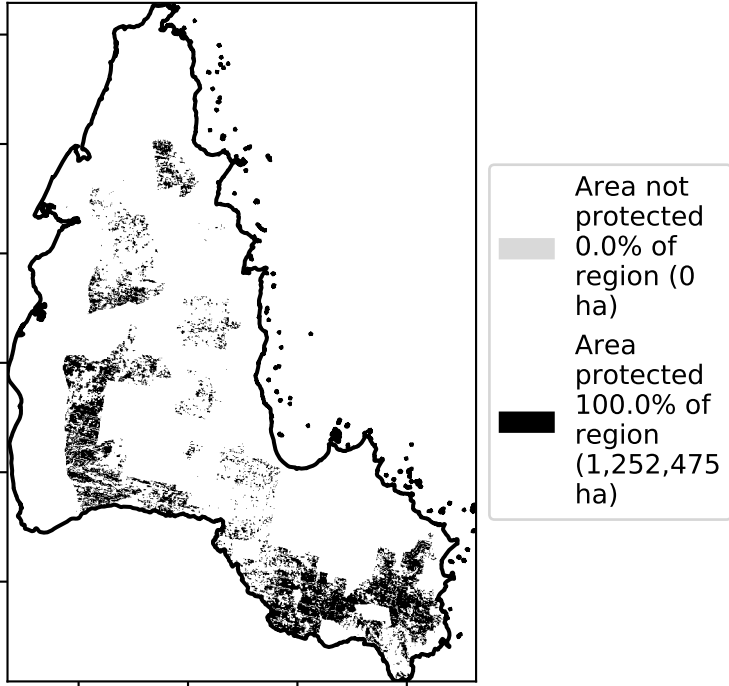 Area not
protected
0.0% of
region (0
ha)
Area
protected
100.0% of
region
(1,252,475
ha)